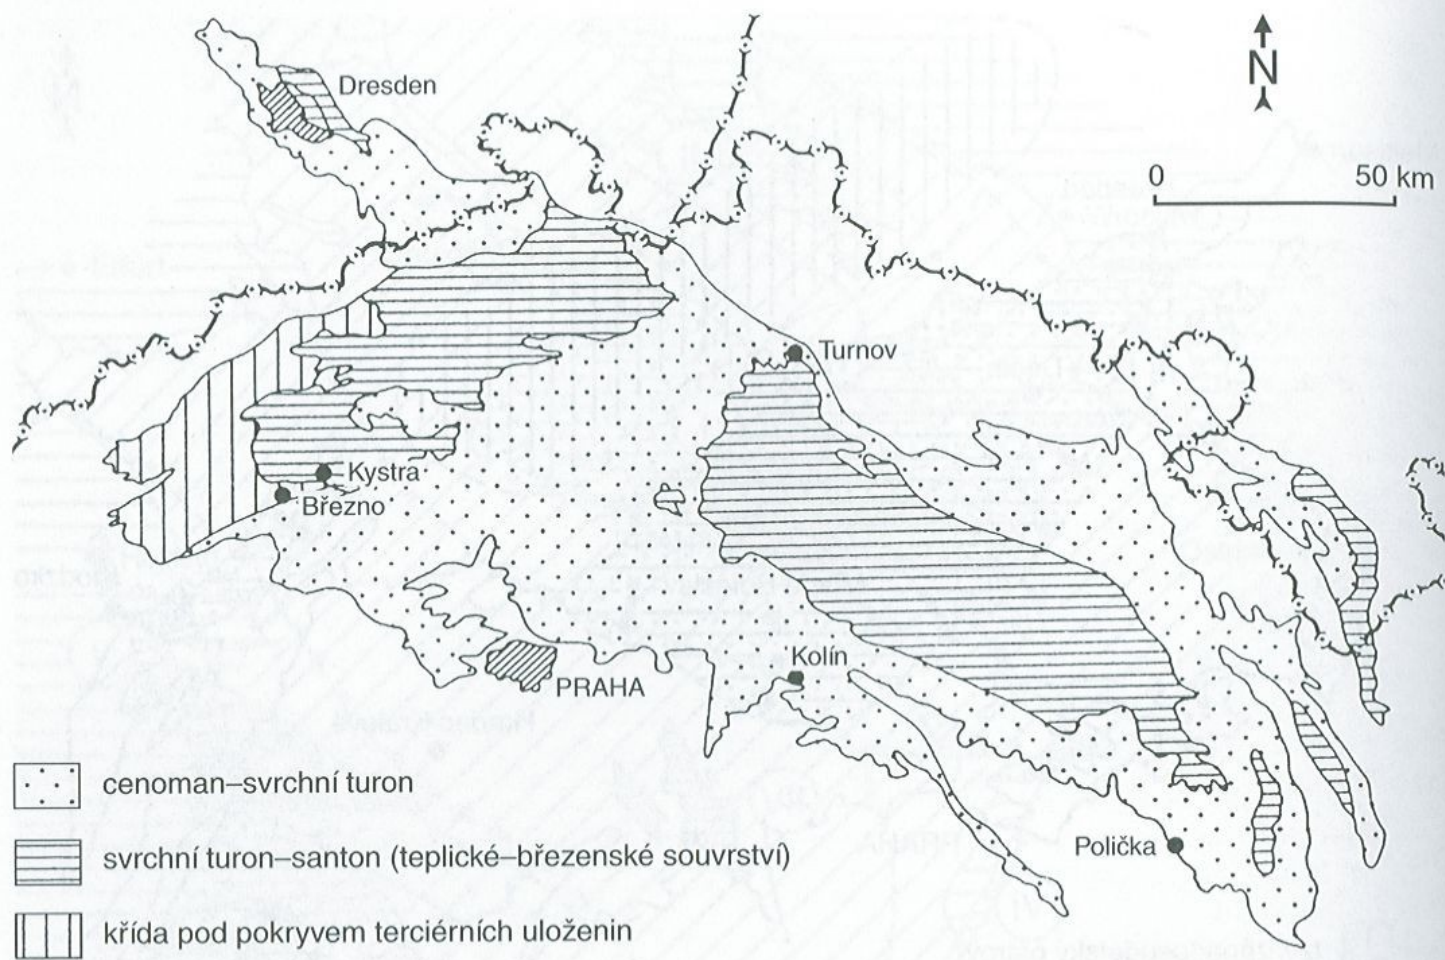 Dresden
N
0 50 km
Turnov
Kystra
Březno
Kolín
PRAHA
Polička
cenoman–svrchní turon
svrchní turon–santon (teplické–březenské souvrství)
křída pod pokryvem terciérních uloženin